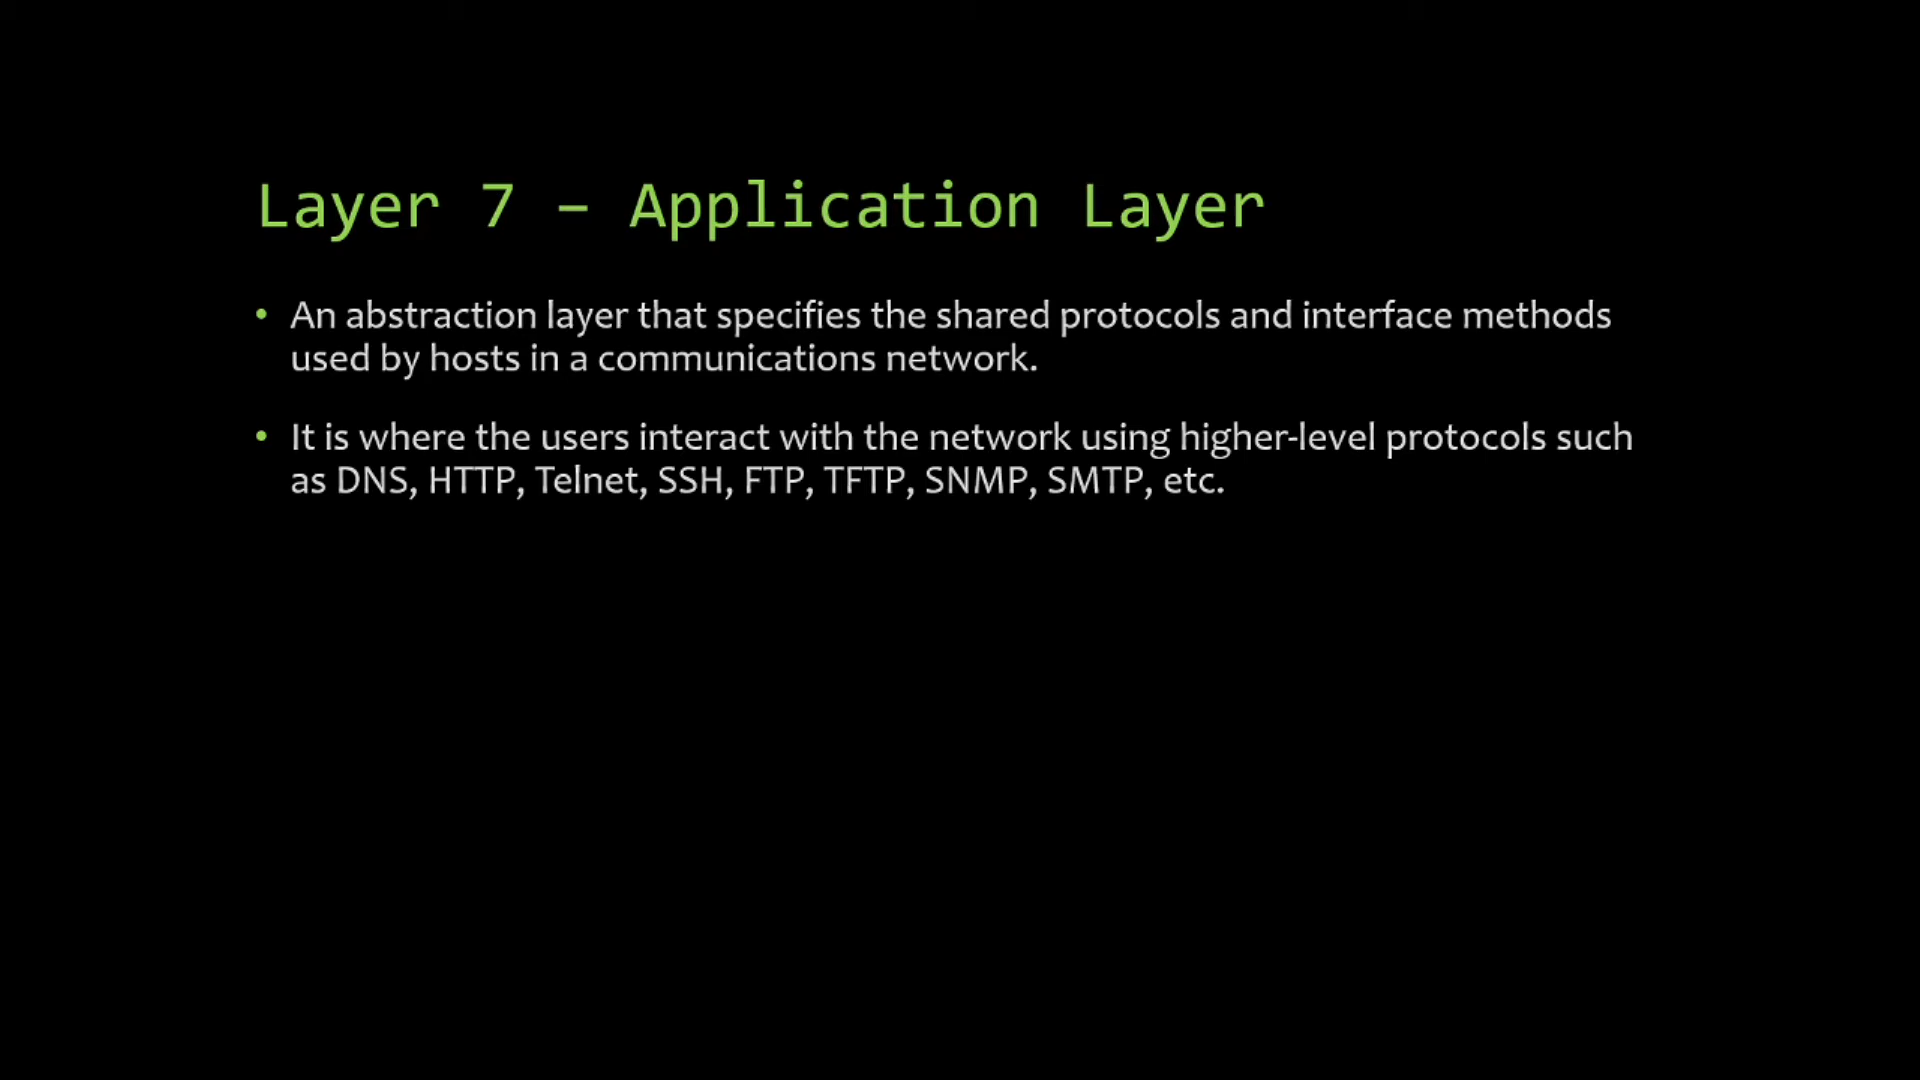 Layer 7 – Application Layer
• An abstraction layer that specifies the shared protocols and interface methods
used by hosts in a communications network.
• It is where the users interact with the network using higher-level protocols such
as DNS, HTTP, Telnet, SSH, FTP, TFTP, SNMP, SMTP, etc.